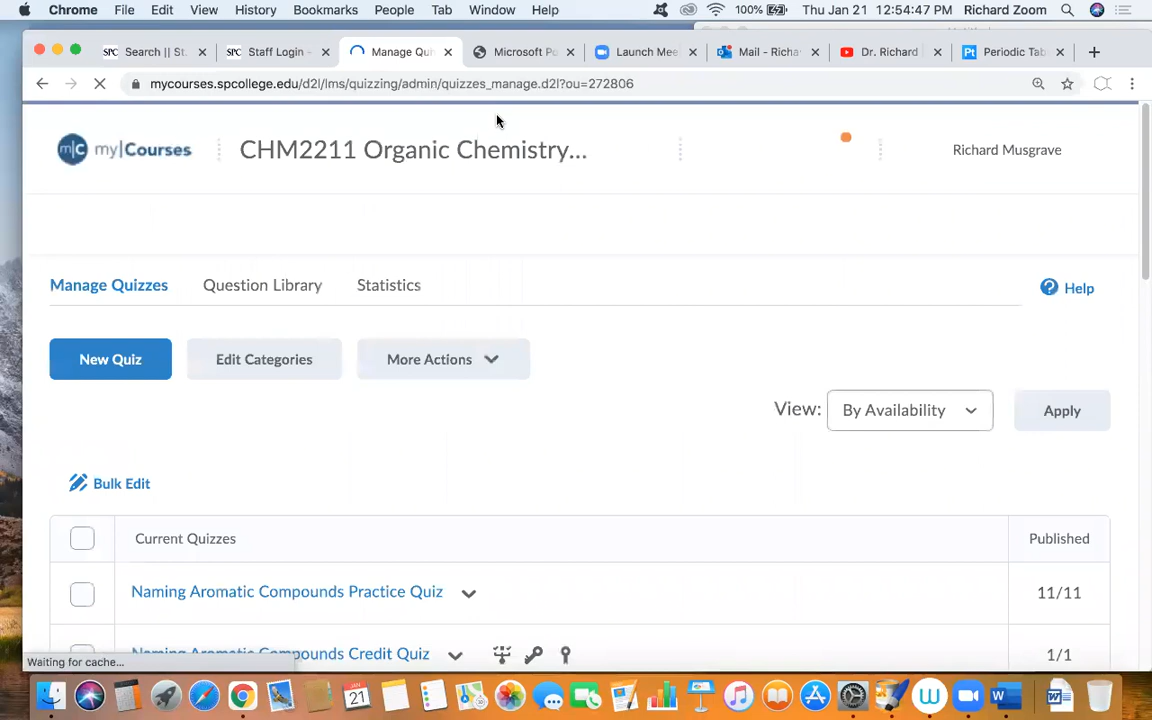 Chrome File Edit View History Bookmarks People Tab Window Help 100% Thu Jan 21 12:54:47 PM Richard Zoom
SPC Search || St. SPC Staff Login - Manage Qui Microsoft Po Launch Mee Mail - Richa Dr. Richard Pt Periodic Tab
mycourses.spcollege.edu/d2l/lms/quizzing/admin/quizzes_manage.d2l?ou=272806
m|c my|Courses CHM2211 Organic Chemistry... Richard Musgrave
Manage Quizzes Question Library Statistics Help
New Quiz Edit Categories More Actions
View: By Availability Apply
Bulk Edit
Current Quizzes Published
Naming Aromatic Compounds Practice Quiz 11/11
Naming Aromatic Compounds Credit Quiz 1/1
Waiting for cache...